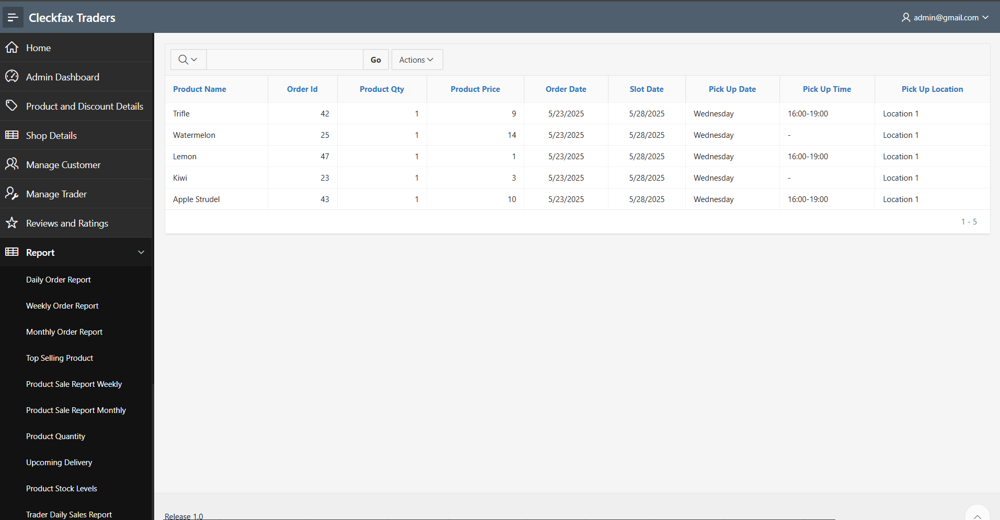 Cleckfax Traders
admin@gmail.com
Home
Admin Dashboard
Product and Discount Details
Shop Details
Manage Customer
Manage Trader
Reviews and Ratings
Report
Daily Order Report
Weekly Order Report
Monthly Order Report
Top Selling Product
Product Sale Report Weekly
Product Sale Report Monthly
Product Quantity
Upcoming Delivery
Product Stock Levels
Trader Daily Sales Report
Go Actions
Product Name Order Id Product Qty Product Price Order Date Slot Date Pick Up Date Pick Up Time Pick Up Location
Trifle 42 1 9 5/23/2025 5/28/2025 Wednesday 16:00-19:00 Location 1
Watermelon 25 1 14 5/23/2025 5/28/2025 Wednesday - Location 1
Lemon 47 1 1 5/23/2025 5/28/2025 Wednesday 16:00-19:00 Location 1
Kiwi 23 1 3 5/23/2025 5/28/2025 Wednesday - Location 1
Apple Strudel 43 1 10 5/23/2025 5/28/2025 Wednesday 16:00-19:00 Location 1
1 - 5
Release 1.0